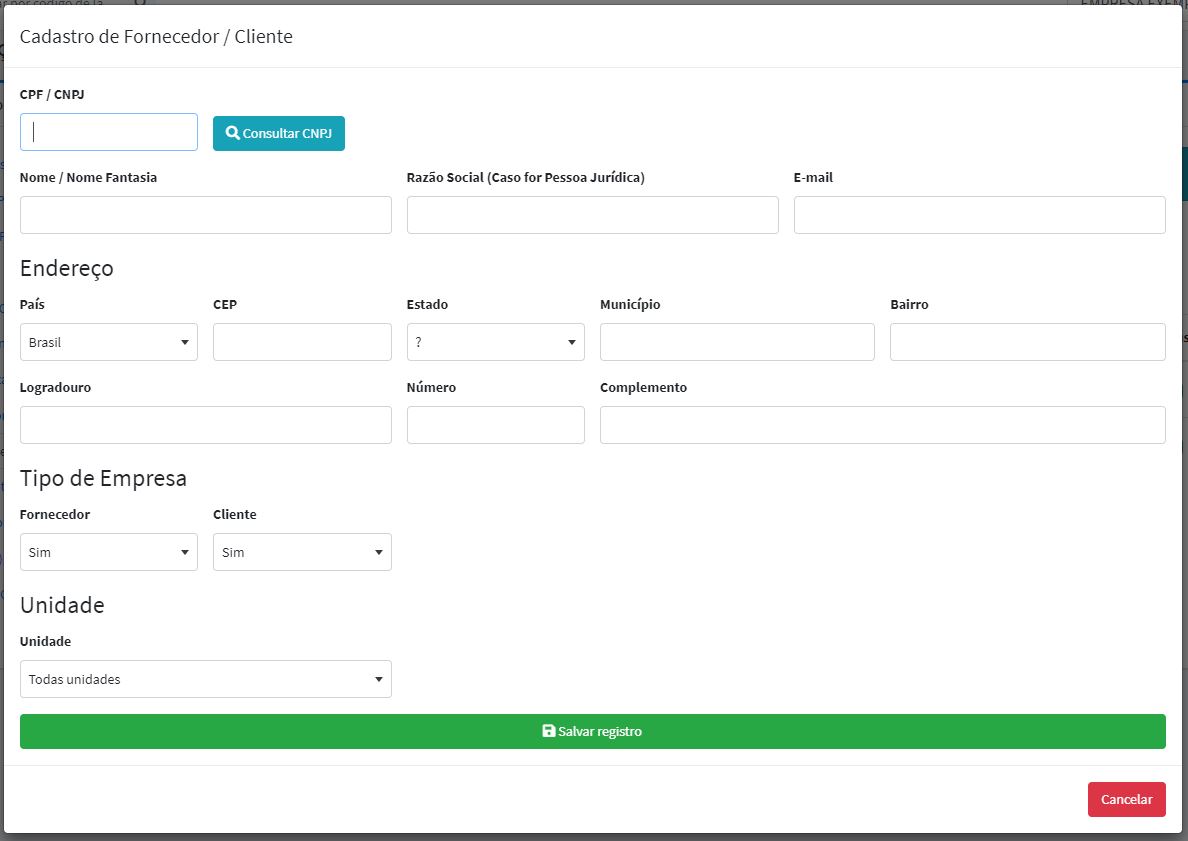 Cadastro de Fornecedor / Cliente
CPF / CNPJ
Consultar CNPJ
Nome / Nome Fantasia
Razão Social (Caso for Pessoa Jurídica)
E-mail
Endereço
País
CEP
Estado
Município
Bairro
Brasil
?
Logradouro
Número
Complemento
Tipo de Empresa
Fornecedor
Cliente
Sim
Sim
Unidade
Unidade
Todas unidades
Salvar registro
Cancelar